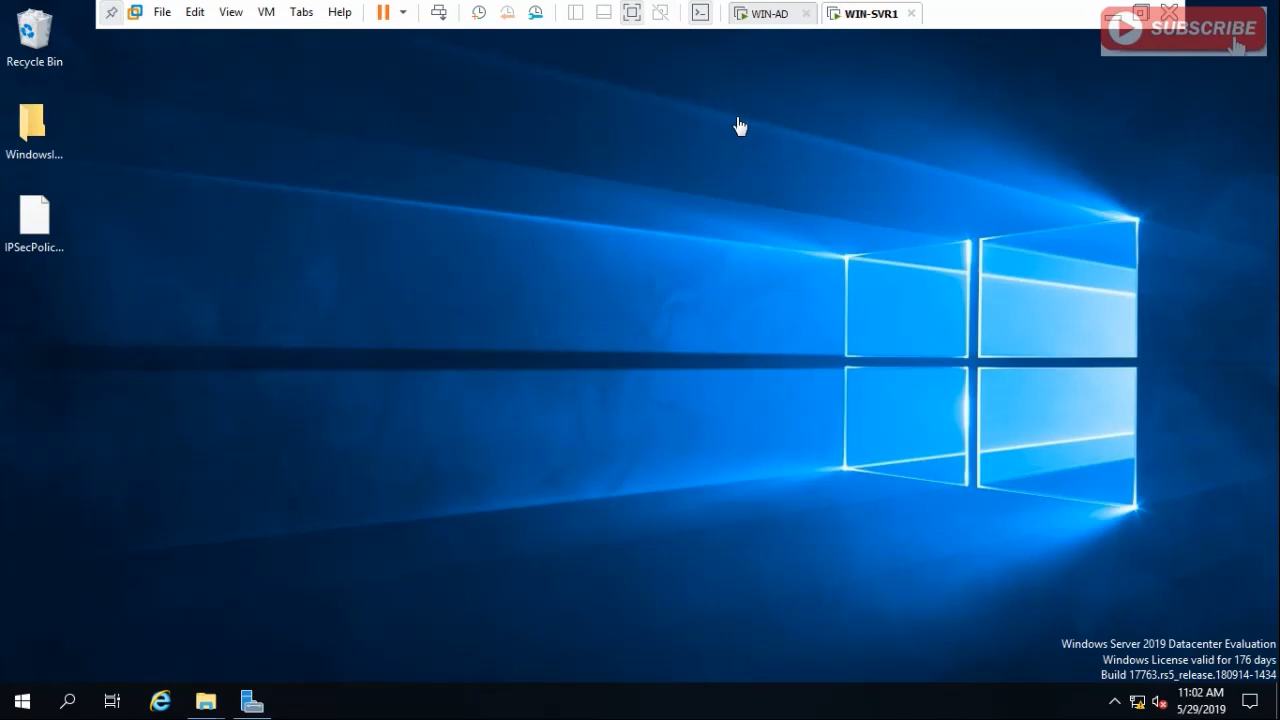 File Edit View VM Tabs Help WIN-AD WIN-SVR1
SUBSCRIBE
Recycle Bin
WindowsI...
IPSecPolic...
Windows Server 2019 Datacenter Evaluation
Windows License valid for 176 days
Build 17763.rs5_release.180914-1434
11:02 AM
5/29/2019